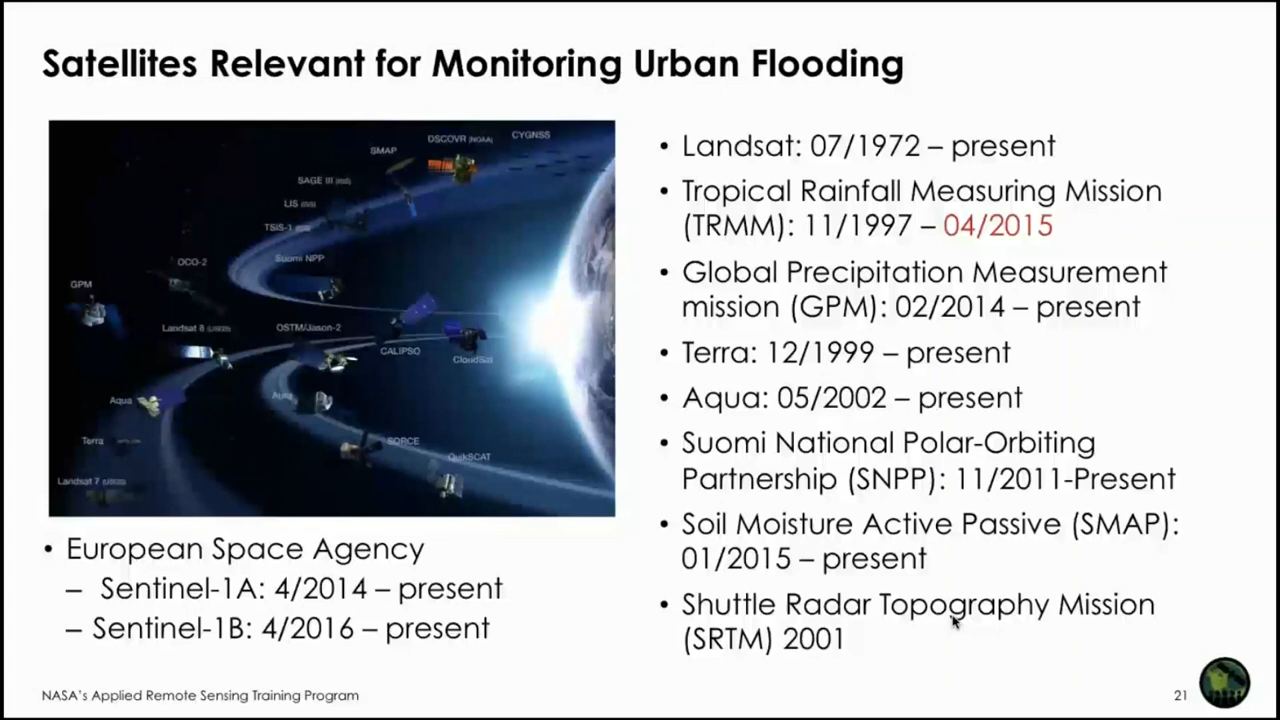 Satellites Relevant for Monitoring Urban Flooding
DSCOVR (NOAA)
CYGNSS
SMAP
SAGE III (ISS)
LIS (ISS)
TSIS-1
Suomi NPP
OCO-2
GPM
Landsat 8 (USGS)
OSTM/Jason-2
CALIPSO
CloudSat
Aqua
Aura
Terra
SORCE
QuikSCAT
Landsat 7 (USGS)
• European Space Agency
– Sentinel-1A: 4/2014 – present
– Sentinel-1B: 4/2016 – present
• Landsat: 07/1972 – present
• Tropical Rainfall Measuring Mission
(TRMM): 11/1997 – 04/2015
• Global Precipitation Measurement
mission (GPM): 02/2014 – present
• Terra: 12/1999 – present
• Aqua: 05/2002 – present
• Suomi National Polar-Orbiting
Partnership (SNPP): 11/2011-Present
• Soil Moisture Active Passive (SMAP):
01/2015 – present
• Shuttle Radar Topography Mission
(SRTM) 2001
NASA's Applied Remote Sensing Training Program
21